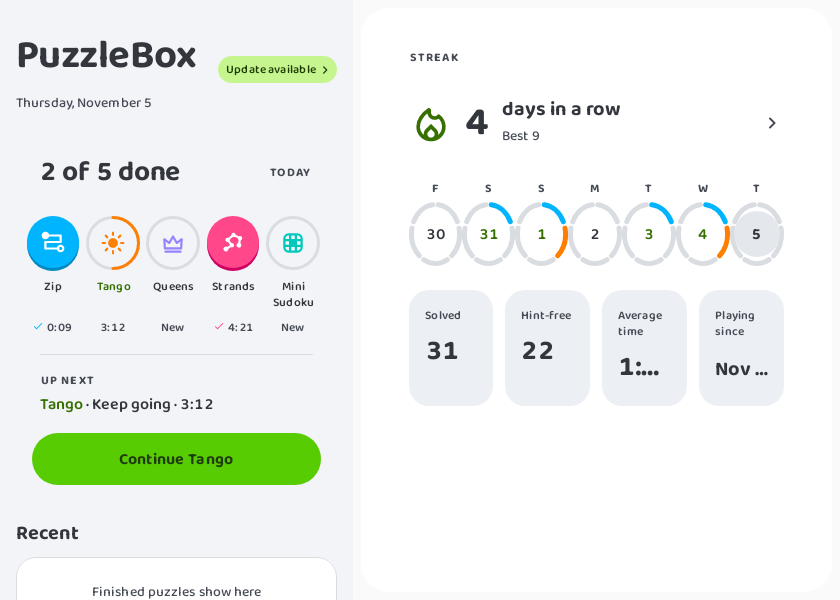 PuzzleBox
Update available
Thursday, November 5
2 of 5 done
TODAY
Zip
Tango
Queens
Strands
Mini
Sudoku
0:09
3:12
New
4:21
New
UP NEXT
Tango · Keep going · 3:12
Continue Tango
Recent
Finished puzzles show here
STREAK
4
days in a row
Best 9
F S S M T W T
30 31 1 2 3 4 5
Solved
31
Hint-free
22
Average
time
1:...
Playing
since
Nov ...